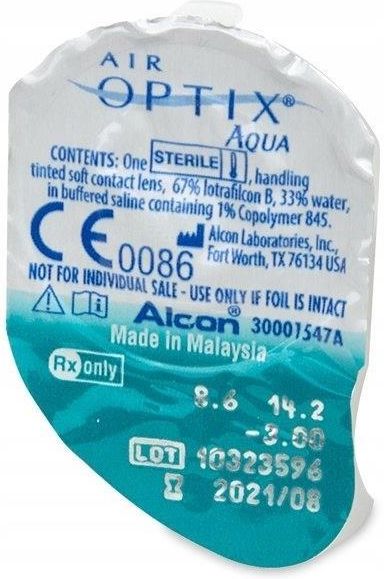 AIR
OPTIX®
AQUA
CONTENTS: One STERILE, handling
tinted soft contact lens, 67% lotrafilcon B, 33% water,
in buffered saline containing 1% Copolymer 845.
CE 0086
Alcon Laboratories, Inc.,
Fort Worth, TX 76134 USA
NOT FOR INDIVIDUAL SALE - USE ONLY IF FOIL IS INTACT
Alcon® 30001547A
Made in Malaysia
Rx only
8.6 14.2
-3.00
LOT 10323596
2021/08